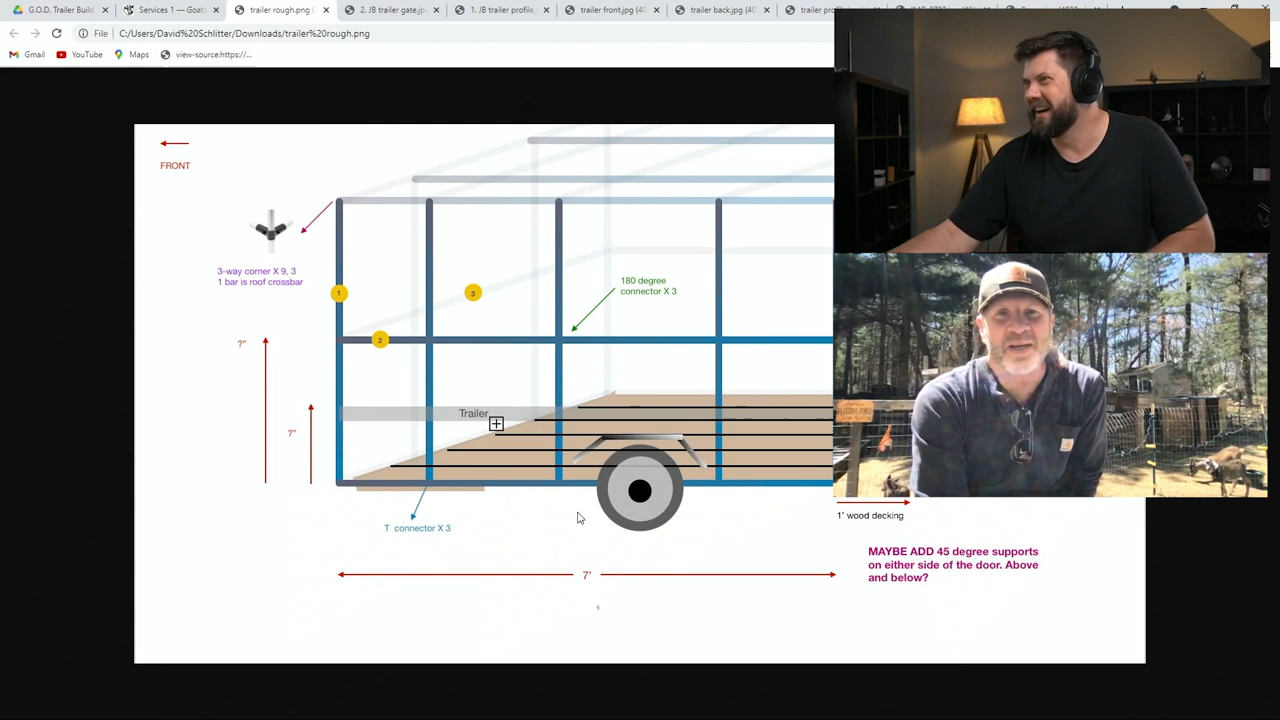 G.O.D. Trailer Build
Services 1 — Goat
trailer rough.png
2. JB trailer gate.jp
1. JB trailer profile
trailer front.jpg (40
trailer back.jpg (40
File
C:/Users/David%20Schlitter/Downloads/trailer%20rough.png
Gmail
YouTube
Maps
view-source:https://...
FRONT
3-way corner X 9, 3
1 bar is roof crossbar
180 degree
connector X 3
1
3
2
?"
?"
Trailer
T connector X 3
7'
1" wood decking
MAYBE ADD 45 degree supports
on either side of the door. Above
and below?